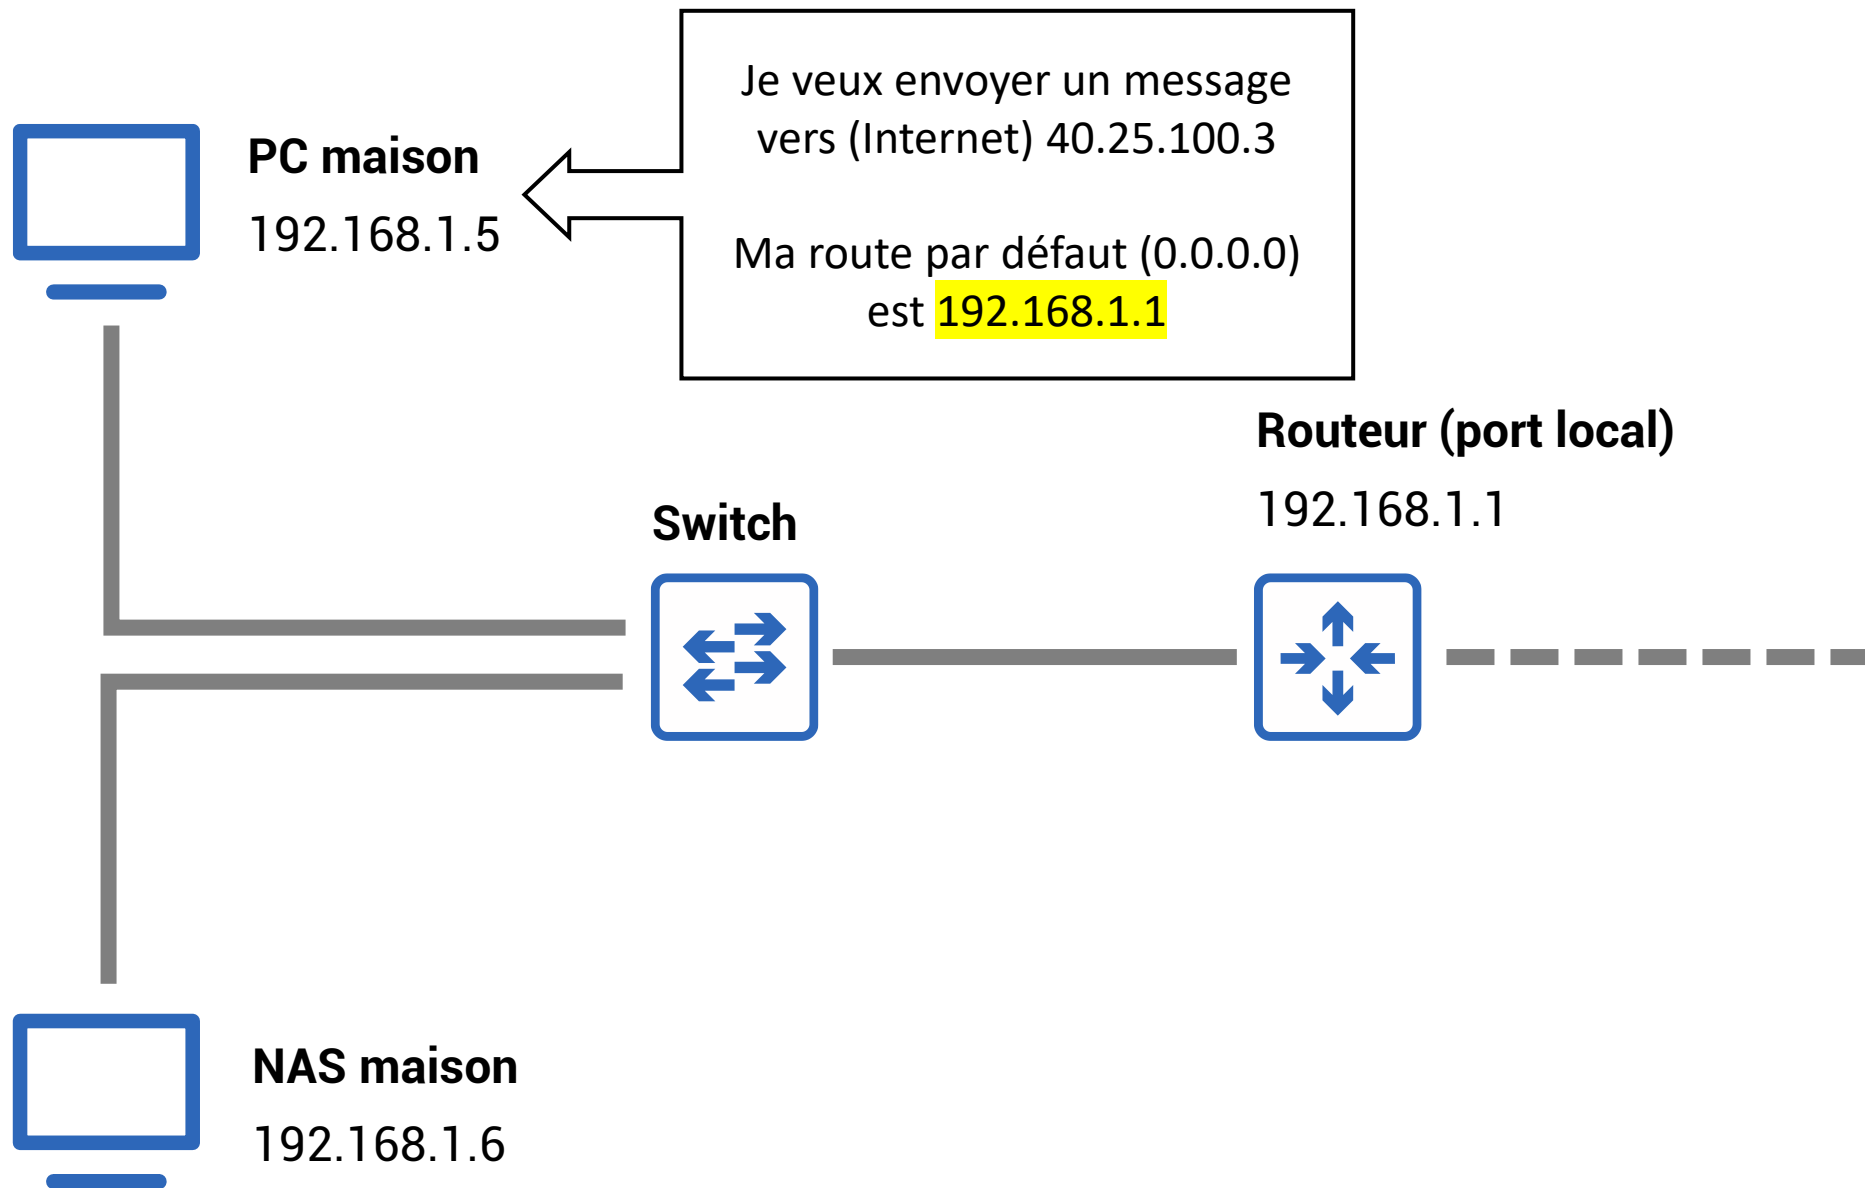 Je veux envoyer un message
vers (Internet) 40.25.100.3
Ma route par défaut (0.0.0.0)
est 192.168.1.1
PC maison
192.168.1.5
Routeur (port local)
192.168.1.1
Switch
NAS maison
192.168.1.6